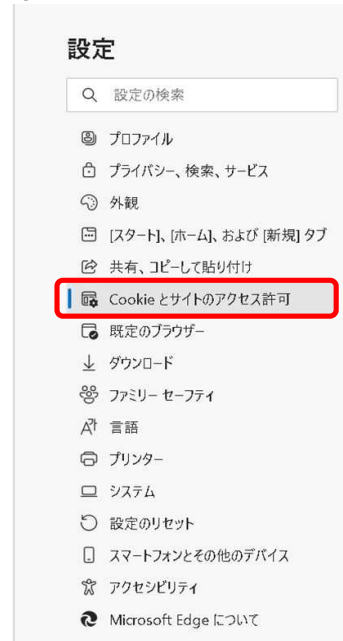 設定
設定の検索
プロファイル
プライバシー、検索、サービス
外観
[スタート]、[ホーム]、および [新規] タブ
共有、コピーして貼り付け
Cookie とサイトのアクセス許可
既定のブラウザー
ダウンロード
ファミリー セーフティ
言語
プリンター
システム
設定のリセット
スマートフォンとその他のデバイス
アクセシビリティ
Microsoft Edge について